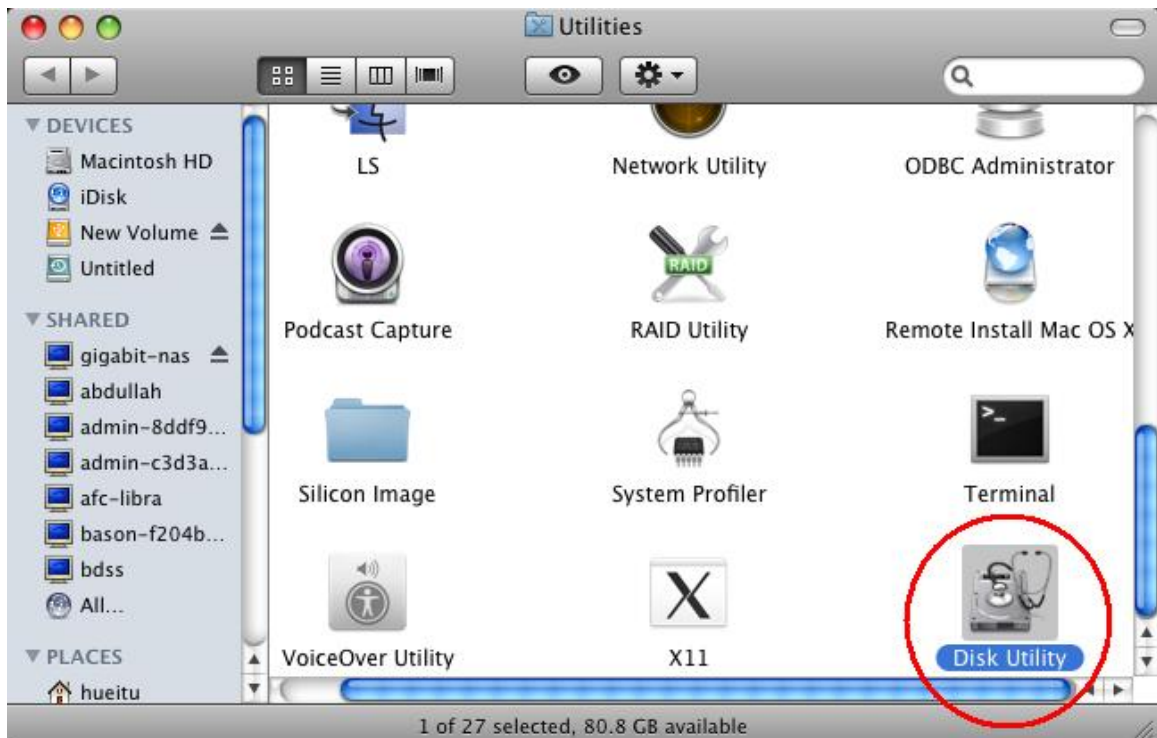 Utilities
DEVICES
Macintosh HD
iDisk
New Volume
Untitled
SHARED
gigabit-nas
abdullah
admin-8ddf9...
admin-c3d3a...
afc-libra
bason-f204b...
bdss
All...
PLACES
hueitu
LS
Network Utility
ODBC Administrator
Podcast Capture
RAID
RAID Utility
Remote Install Mac OS X
Silicon Image
System Profiler
>_
Terminal
VoiceOver Utility
X
X11
Disk Utility
1 of 27 selected, 80.8 GB available